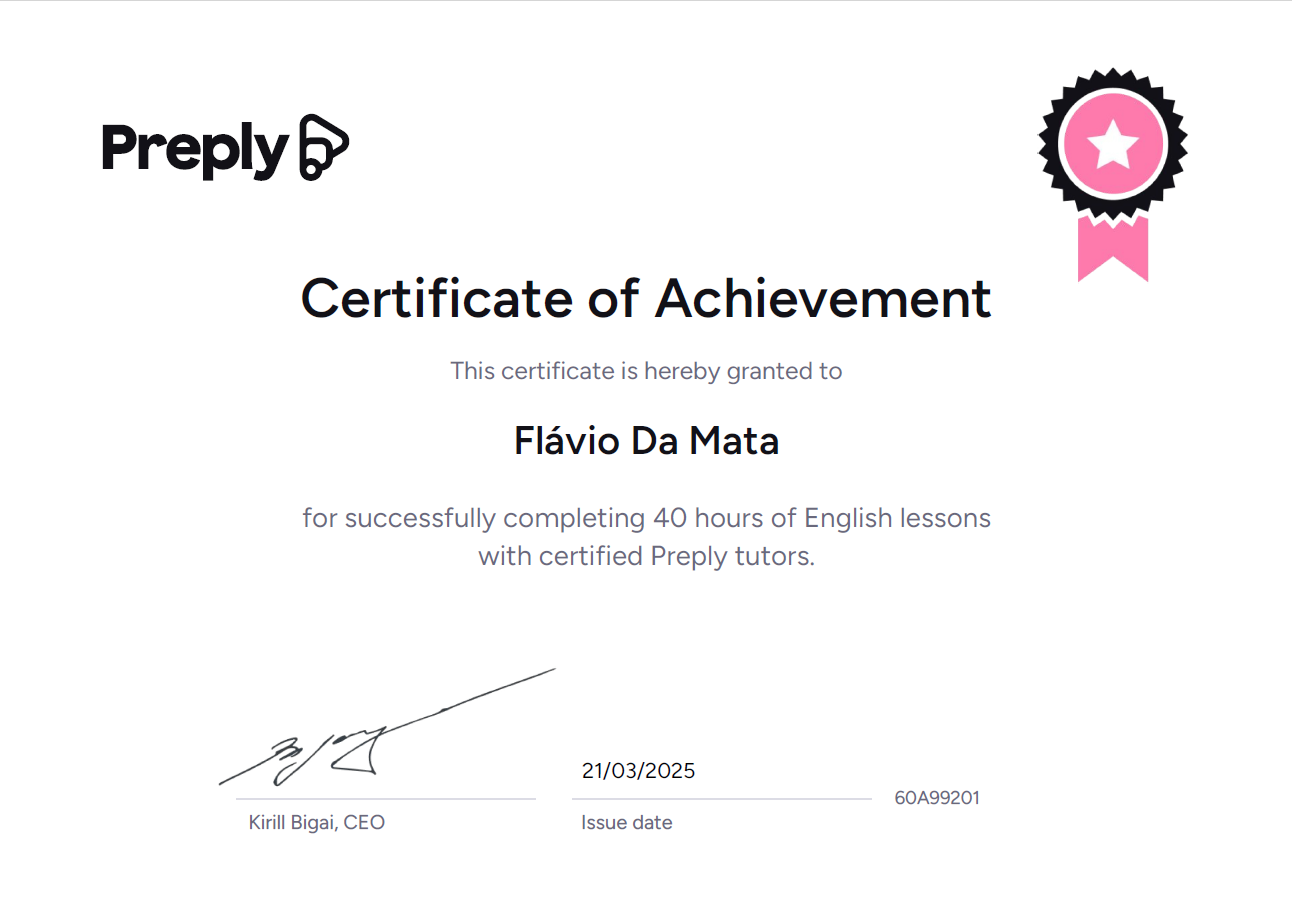 Preply
Certificate of Achievement
This certificate is hereby granted to
Flávio Da Mata
for successfully completing 40 hours of English lessons
with certified Preply tutors.
21/03/2025
60A99201
Kirill Bigai, CEO
Issue date